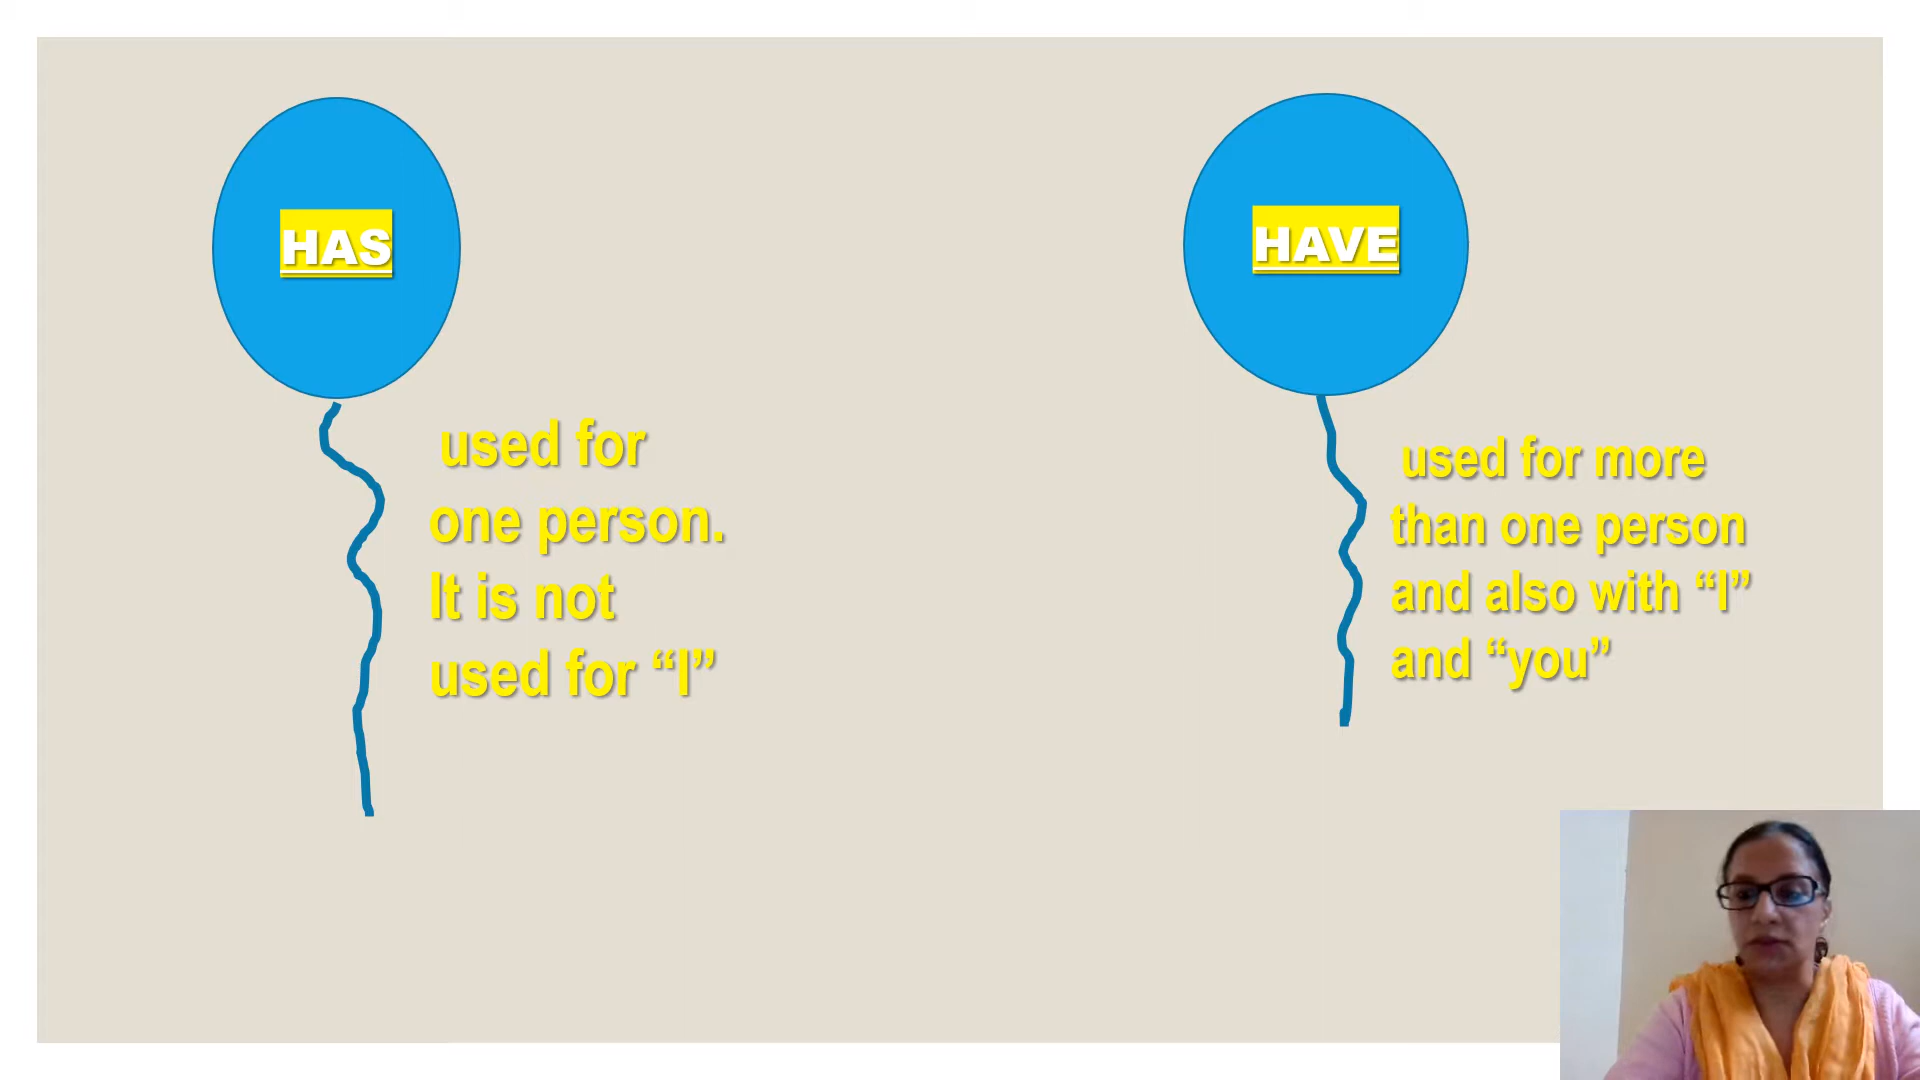 HAS
used for
one person.
It is not
used for “I”
HAVE
used for more
than one person
and also with “I”
and “you”